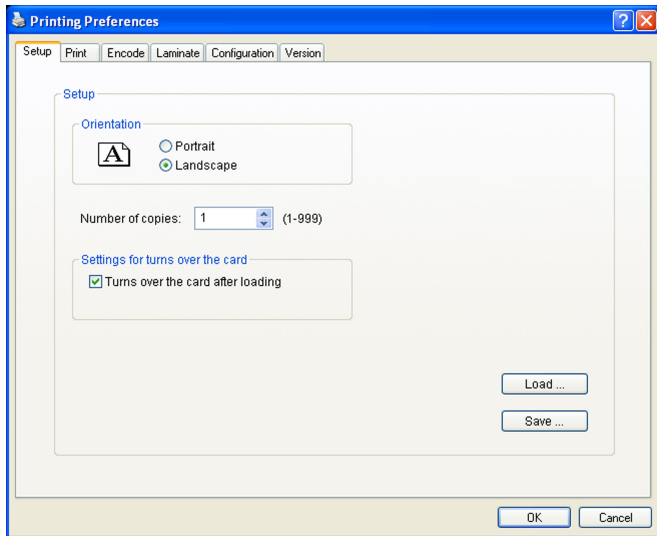 Printing Preferences
Setup Print Encode Laminate Configuration Version
Setup
Orientation
A
Portrait
Landscape
Number of copies: 1 (1-999)
Settings for turns over the card
Turns over the card after loading
Load ...
Save ...
OK Cancel